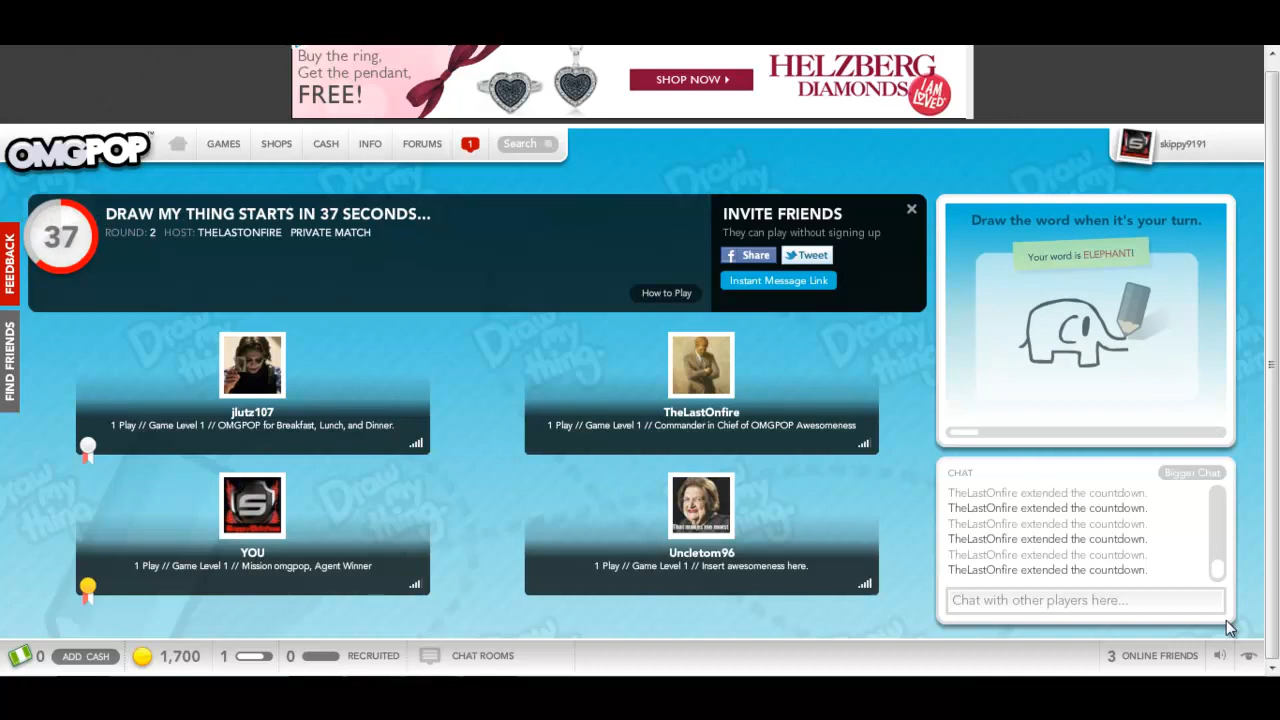 Buy the ring,
Get the pendant,
FREE!
SHOP NOW
HELZBERG
DIAMONDS
I AM
LOVED
OMGPOP
GAMES SHOPS CASH INFO FORUMS 1 Search
skippy9191
FEEDBACK
FIND FRIENDS
37
DRAW MY THING STARTS IN 37 SECONDS...
ROUND: 2 HOST: THELASTONFIRE PRIVATE MATCH
How to Play
INVITE FRIENDS
They can play without signing up
f Share Tweet
Instant Message Link
Draw the word when it's your turn.
Your word is ELEPHANT!
jlutz107
1 Play // Game Level 1 // OMGPOP for Breakfast, Lunch, and Dinner.
TheLastOnfire
1 Play // Game Level 1 // Commander in Chief of OMGPOP Awesomeness
YOU
1 Play // Game Level 1 // Mission omgpop, Agent Winner
Uncletom96
1 Play // Game Level 1 // Insert awesomeness here.
CHAT Bigger Chat
TheLastOnfire extended the countdown.
TheLastOnfire extended the countdown.
TheLastOnfire extended the countdown.
TheLastOnfire extended the countdown.
TheLastOnfire extended the countdown.
TheLastOnfire extended the countdown.
Chat with other players here...
0 ADD CASH 1,700 1 0 RECRUITED CHAT ROOMS 3 ONLINE FRIENDS